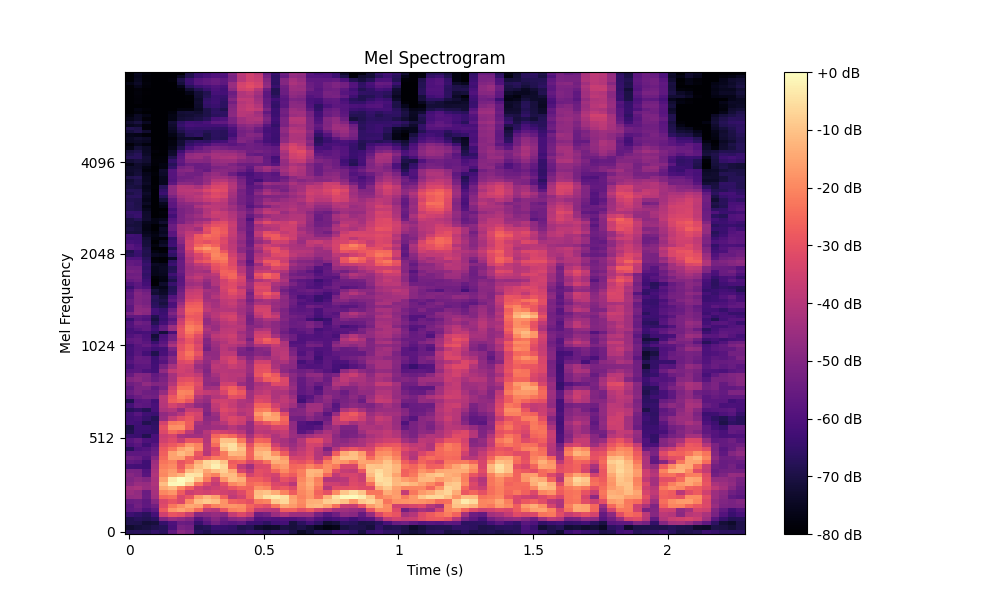 Mel Spectrogram
Mel Frequency
4096
2048
1024
512
0
0
0.5
1
1.5
2
Time (s)
+0 dB
-10 dB
-20 dB
-30 dB
-40 dB
-50 dB
-60 dB
-70 dB
-80 dB